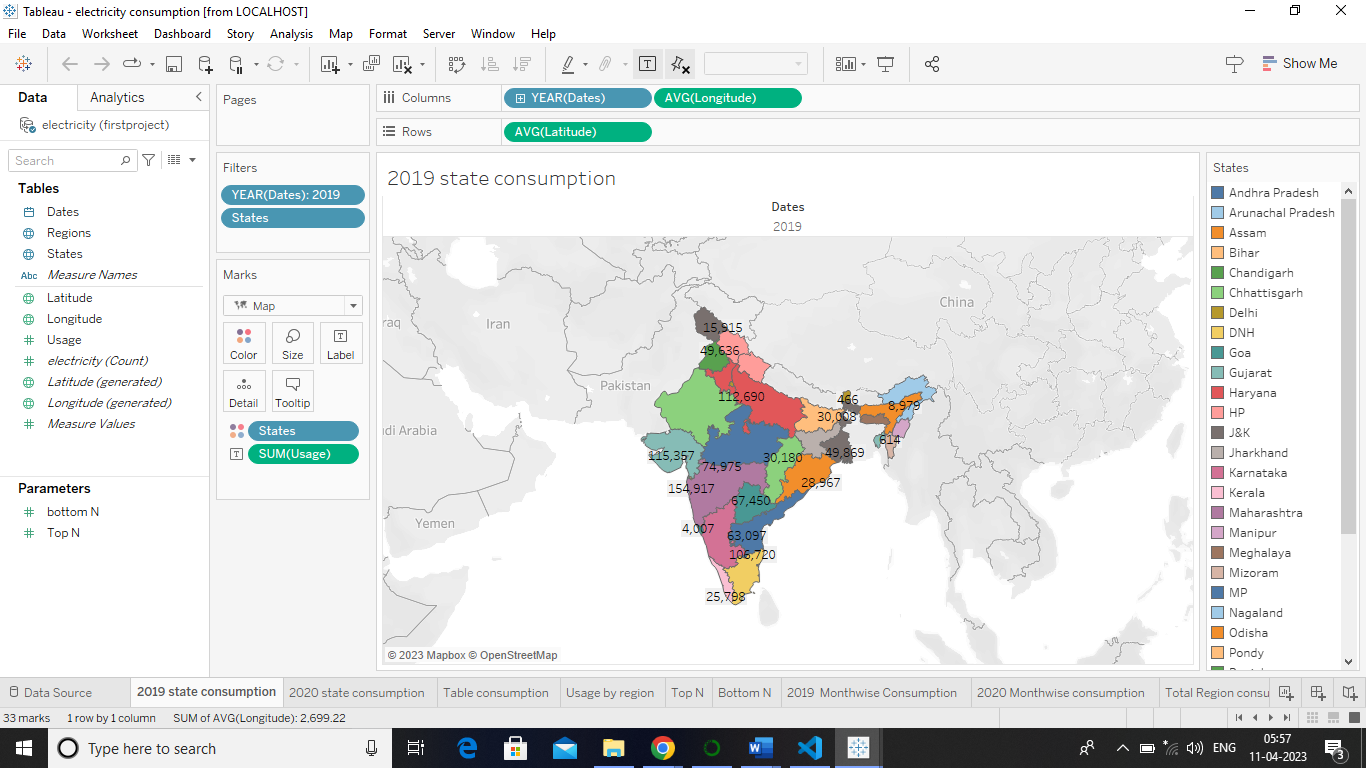 Tableau - electricity consumption [from LOCALHOST]
File Data Worksheet Dashboard Story Analysis Map Format Server Window Help
Show Me
Data Analytics
electricity (firstproject)
Search
Tables
Dates
Regions
States
Abc Measure Names
Latitude
Longitude
Usage
electricity (Count)
Latitude (generated)
Longitude (generated)
Measure Values
Parameters
bottom N
Top N
Pages
Filters
YEAR(Dates): 2019
States
Marks
Map
Color Size Label
Detail Tooltip
States
SUM(Usage)
Columns YEAR(Dates) AVG(Longitude)
Rows AVG(Latitude)
2019 state consumption
Dates
2019
China
Iran
Pakistan
Yemen
15,915
49,636
112,690
466
8,979
30,008
614
115,357
74,975
30,180
49,869
154,917
67,450
28,967
4,007
63,097
106,720
25,798
© 2023 Mapbox © OpenStreetMap
States
Andhra Pradesh
Arunachal Pradesh
Assam
Bihar
Chandigarh
Chhattisgarh
Delhi
DNH
Goa
Gujarat
Haryana
HP
J&K
Jharkhand
Karnataka
Kerala
Maharashtra
Manipur
Meghalaya
Mizoram
MP
Nagaland
Odisha
Pondy
Data Source 2019 state consumption 2020 state consumption Table consumption Usage by region Top N Bottom N 2019 Monthwise Consumption 2020 Monthwise consumption Total Region consu
33 marks 1 row by 1 column SUM of AVG(Longitude): 2,699.22
Type here to search
ENG
05:57
11-04-2023
3